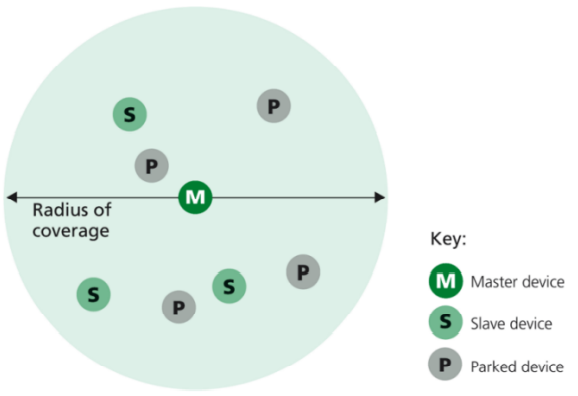 S
P
P
M
Radius of
coverage
P
S
S
P
Key:
M Master device
S Slave device
P Parked device